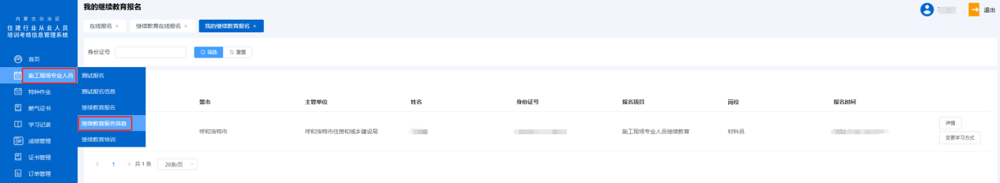 我的继续教育报名
退出
内蒙古自治区
住建行业从业人员
培训考核信息管理系统
在线报名 ×
继续教育在线报名 ×
我的继续教育报名 ×
身份证号
筛选
重置
首页
施工现场专业人员
特种作业
燃气证书
学习记录
成绩管理
证书管理
订单管理
测试报名
测试报名信息
继续教育报名
继续教育报名信息
继续教育培训
盟市 主管单位 姓名 身份证号 报名项目 岗位 报名时间
呼和浩特市 呼和浩特市住房和城乡建设局 施工现场专业人员继续教育 材料员
详情
变更学习方式
< 1 > 共 1 条 20条/页